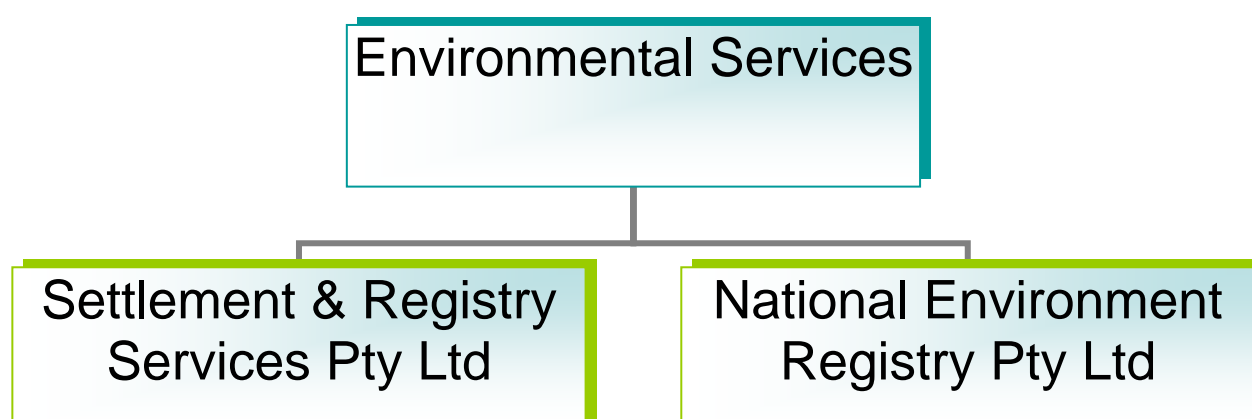 Environmental Services
Settlement & Registry
Services Pty Ltd
National Environment
Registry Pty Ltd